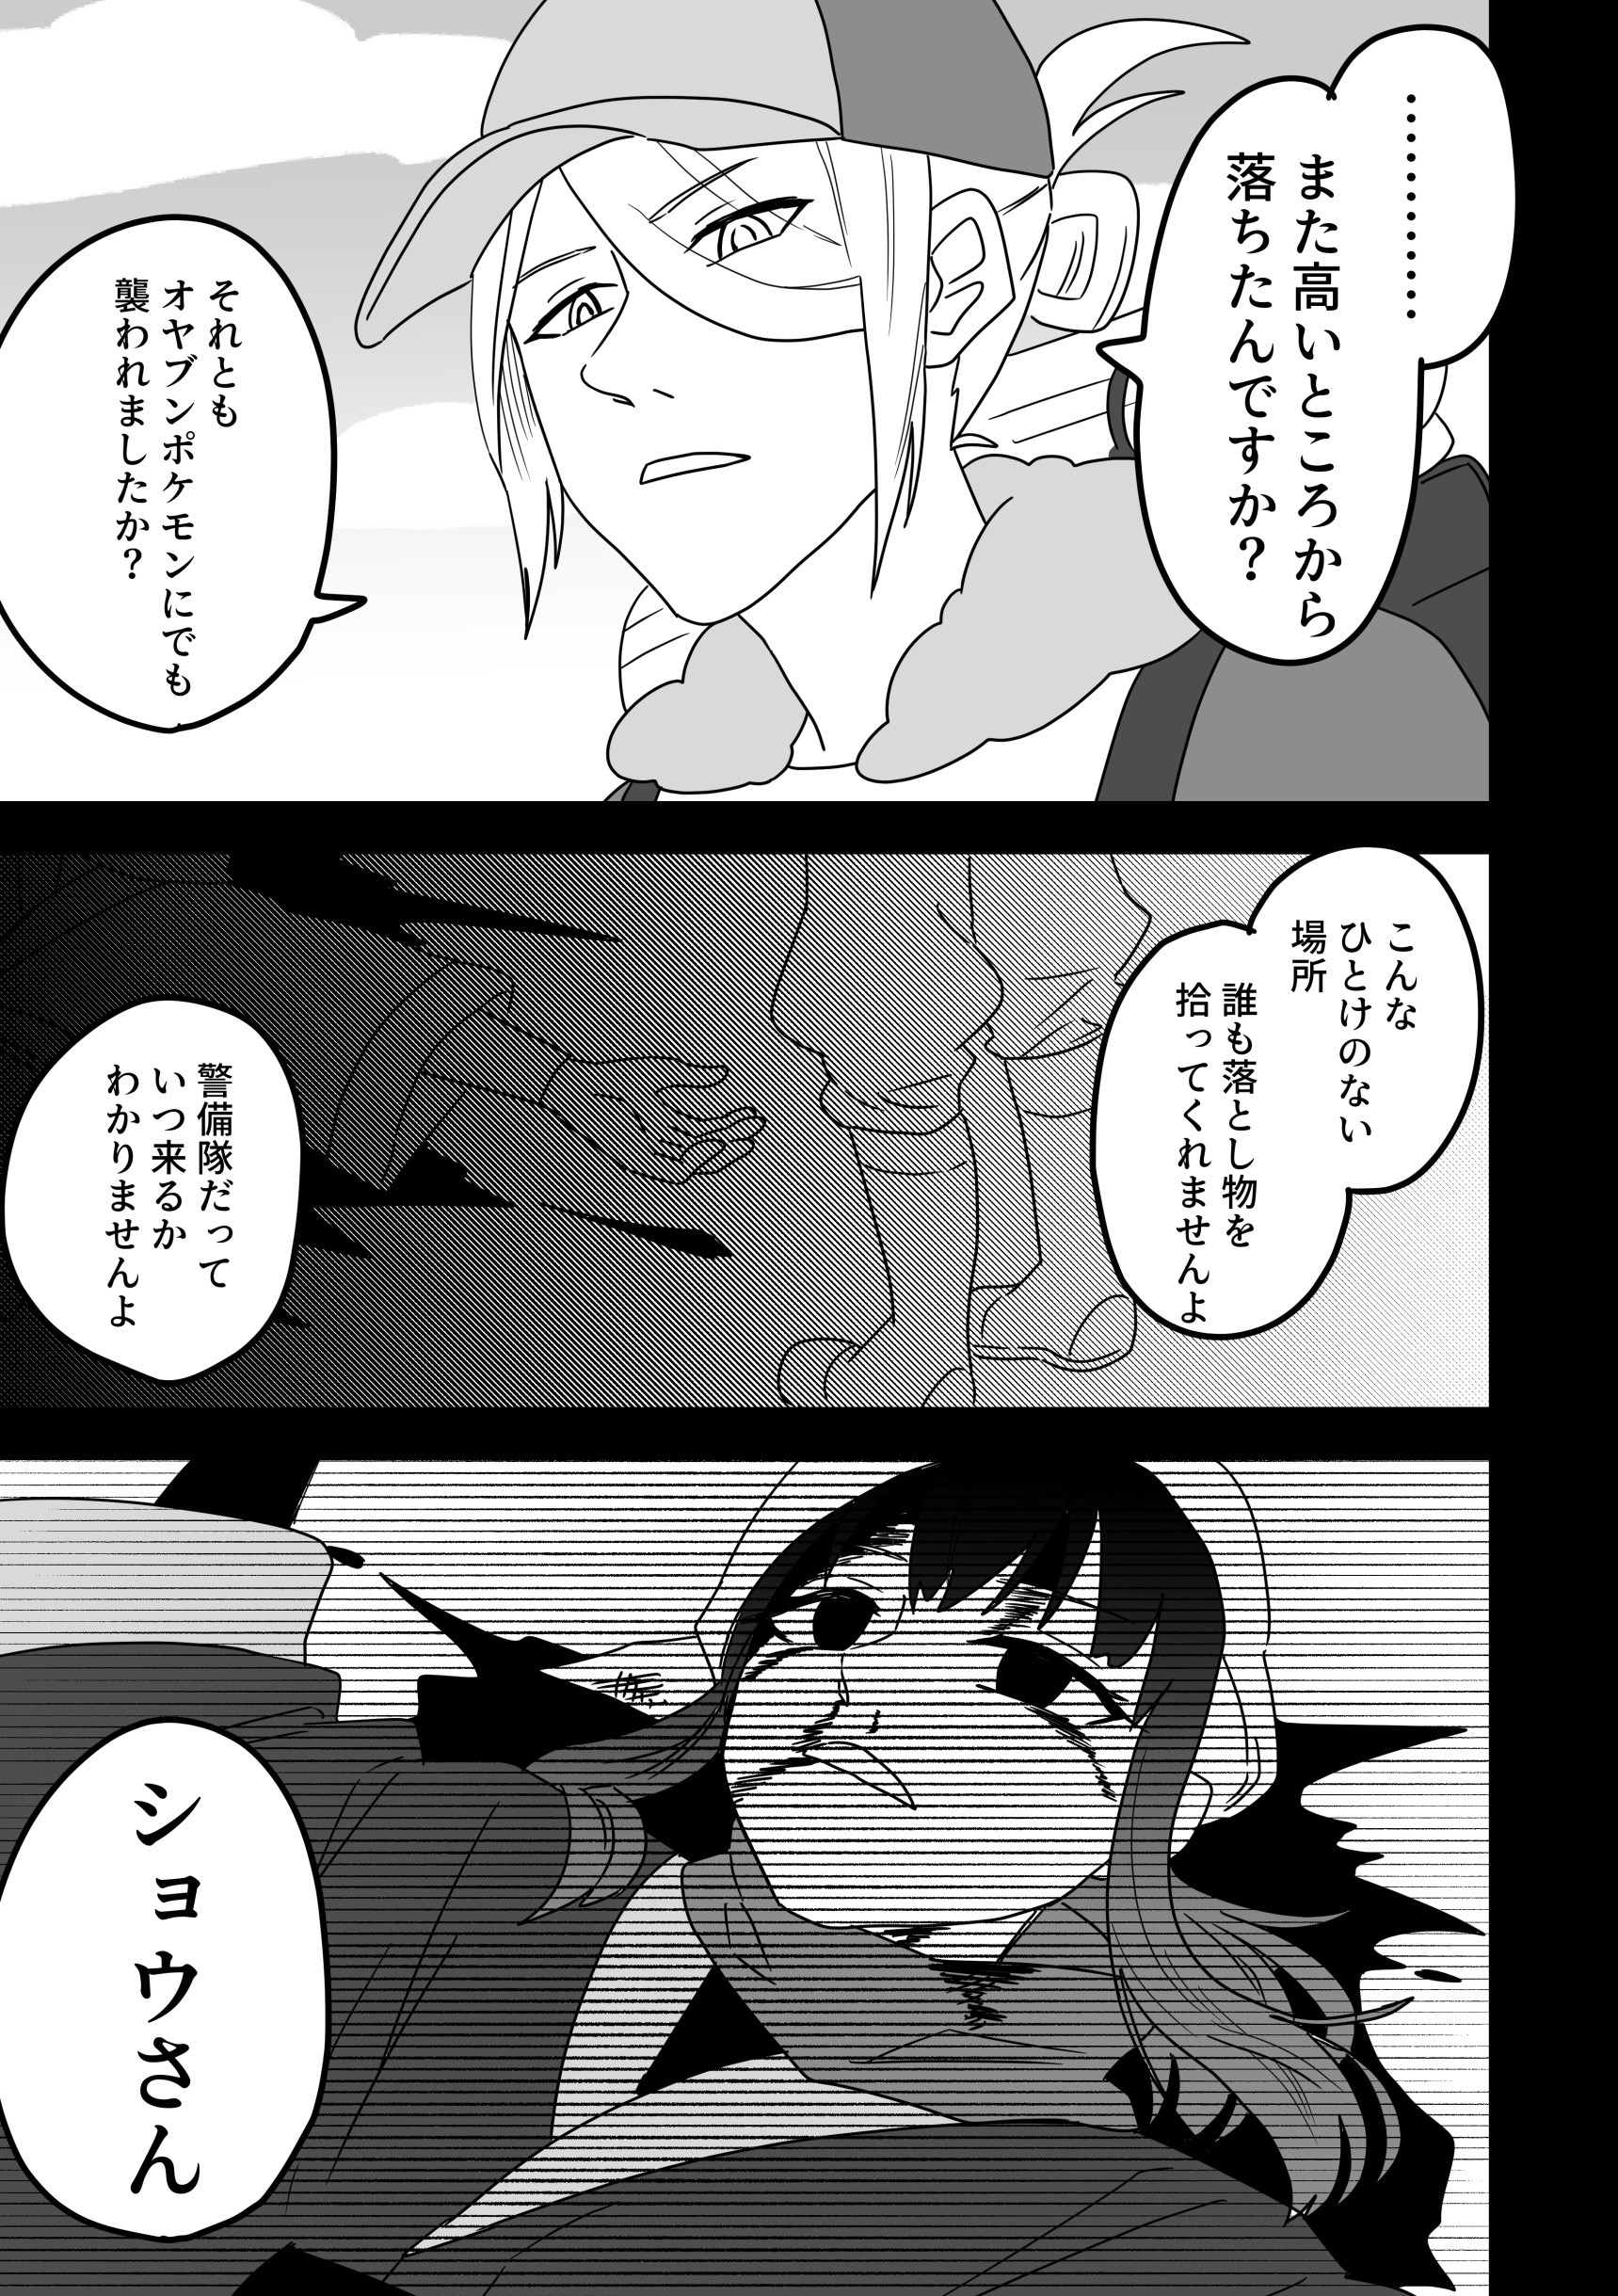 …………
また高いところから
落ちたんですか?
それとも
オヤブンポケモンにでも
襲われましたか?
こんな
ひとけのない
場所
誰も落とし物を
拾ってくれませんよ
警備隊だって
いつ来るか
わかりませんよ
ショウさん